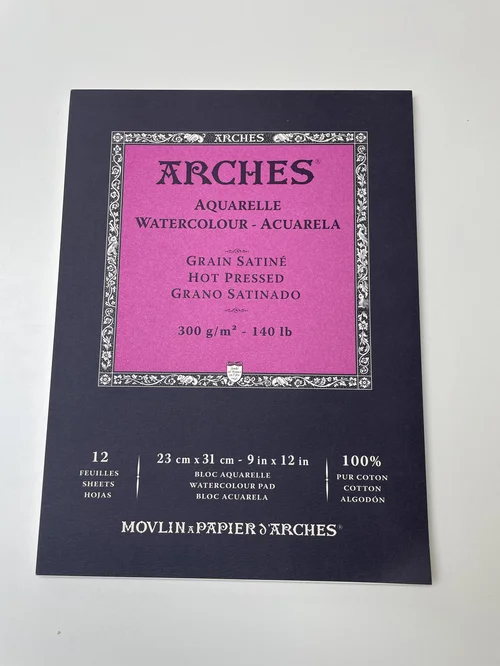 ARCHES
ARCHES®
AQUARELLE
WATERCOLOUR - ACUARELA
GRAIN SATINÉ
HOT PRESSED
GRANO SATINADO
300 g/m² - 140 lb
12
FEUILLES
SHEETS
HOJAS
23 cm x 31 cm - 9 in x 12 in
BLOC AQUARELLE
WATERCOLOUR PAD
BLOC ACUARELA
100%
PUR COTON
COTTON
ALGODÓN
MOVLIN A PAPIER D'ARCHES®